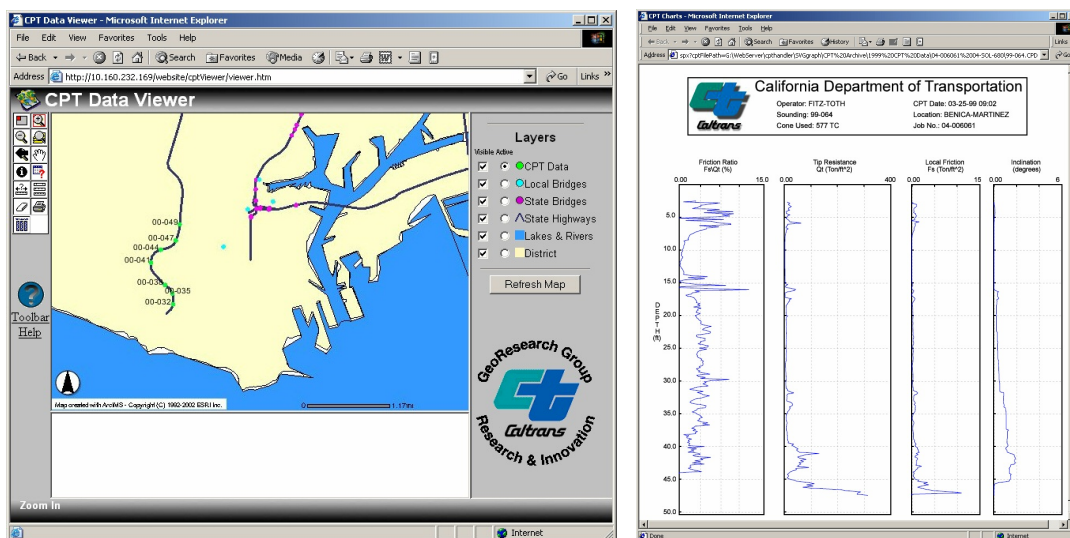 CPT Data Viewer - Microsoft Internet Explorer
File Edit View Favorites Tools Help
Back Search Favorites Media
Address http://10.160.232.169/website/cptViewer/viewer.htm Go Links »
CPT Data Viewer
Layers
Visible Active
CPT Data
Local Bridges
State Bridges
State Highways
Lakes & Rivers
District
Refresh Map
00-049
00-047
00-044
00-041
00-035
00-032
Toolbar
Help
Map created with ArcIMS - Copyright (C) 1992-2002 ESRI Inc.
0 1.17mi
GeoResearch Group
Caltrans
Research & Innovation
Zoom In
Internet
CPT Charts - Microsoft Internet Explorer
File Edit View Favorites Tools Help
Back Search Favorites History
Address Go
California Department of Transportation
Caltrans
Operator: FITZ-TOTH CPT Date: 03-25-99 09:02
Sounding: 99-064 Location: BENICA-MARTINEZ
Cone Used: 577 TC Job No.: 04-006061
Friction Ratio Tip Resistance Local Friction Inclination
Fs\Qt (%) Qt (Ton/ft^2) Fs (Ton/ft^2) (degrees)
0.00 15.0 0.00 400 0.00 15 0.00 6
5.0
10.0
15.0
20.0
25.0
30.0
35.0
40.0
45.0
50.0
DEPTH
(ft)
Done Internet